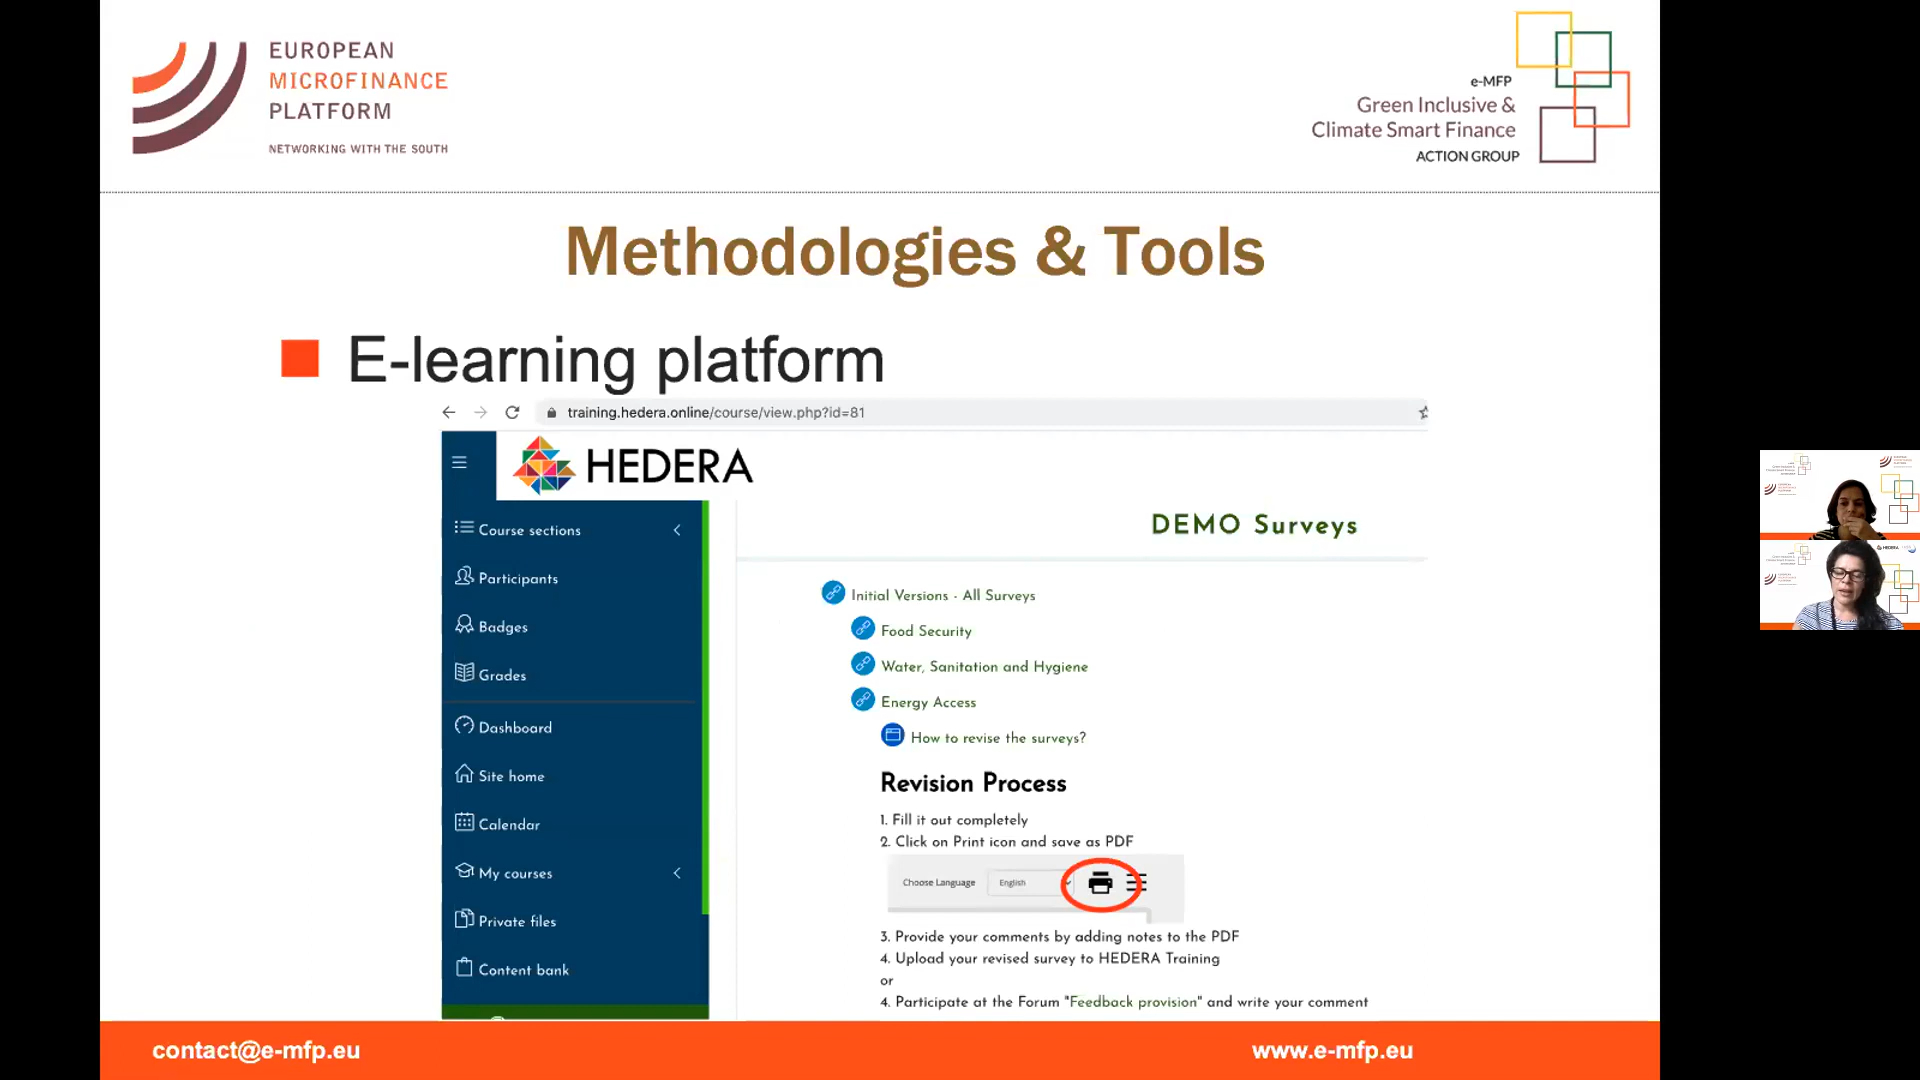 EUROPEAN
MICROFINANCE
PLATFORM
NETWORKING WITH THE SOUTH
e-MFP
Green Inclusive &
Climate Smart Finance
ACTION GROUP
Methodologies & Tools
E-learning platform
training.hedera.online/course/view.php?id=81
HEDERA
Course sections
Participants
Badges
Grades
Dashboard
Site home
Calendar
My courses
Private files
Content bank
DEMO Surveys
Initial Versions - All Surveys
Food Security
Water, Sanitation and Hygiene
Energy Access
How to revise the surveys?
Revision Process
1. Fill it out completely
2. Click on Print icon and save as PDF
Choose Language English
3. Provide your comments by adding notes to the PDF
4. Upload your revised survey to HEDERA Training
or
4. Participate at the Forum "Feedback provision" and write your comment
contact@e-mfp.eu
www.e-mfp.eu